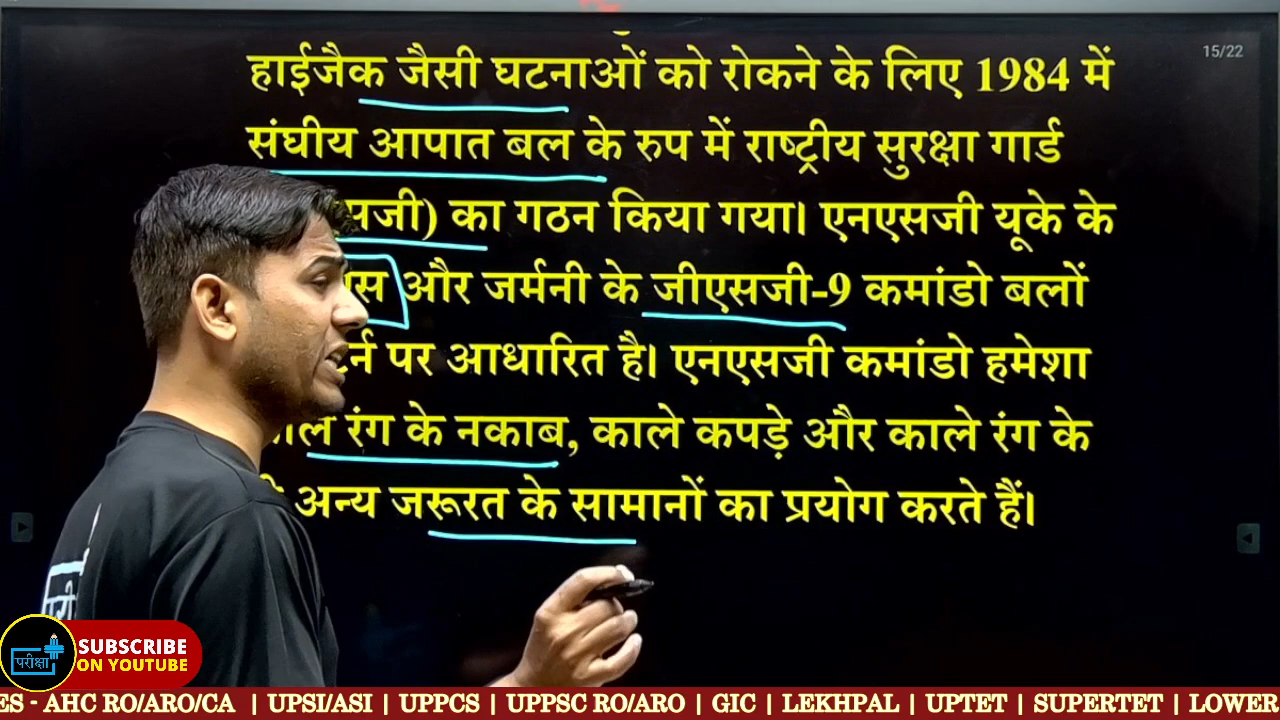 15/22
हाईजैक जैसी घटनाओं को रोकने के लिए 1984 में
संघीय आपात बल के रुप में राष्ट्रीय सुरक्षा गार्ड
का गठन किया गया। एनएसजी यूके के
और जर्मनी के जीएसजी-9 कमांडो बलों
पर आधारित है। एनएसजी कमांडो हमेशा
रंग के नकाब, काले कपड़े और काले रंग के
अन्य जरूरत के सामानों का प्रयोग करते हैं।
परीक्षा
SUBSCRIBE
ON YOUTUBE
- AHC RO/ARO/CA | UPSI/ASI | UPPCS | UPPSC RO/ARO | GIC | LEKHPAL | UPTET | SUPERTET | LOWER